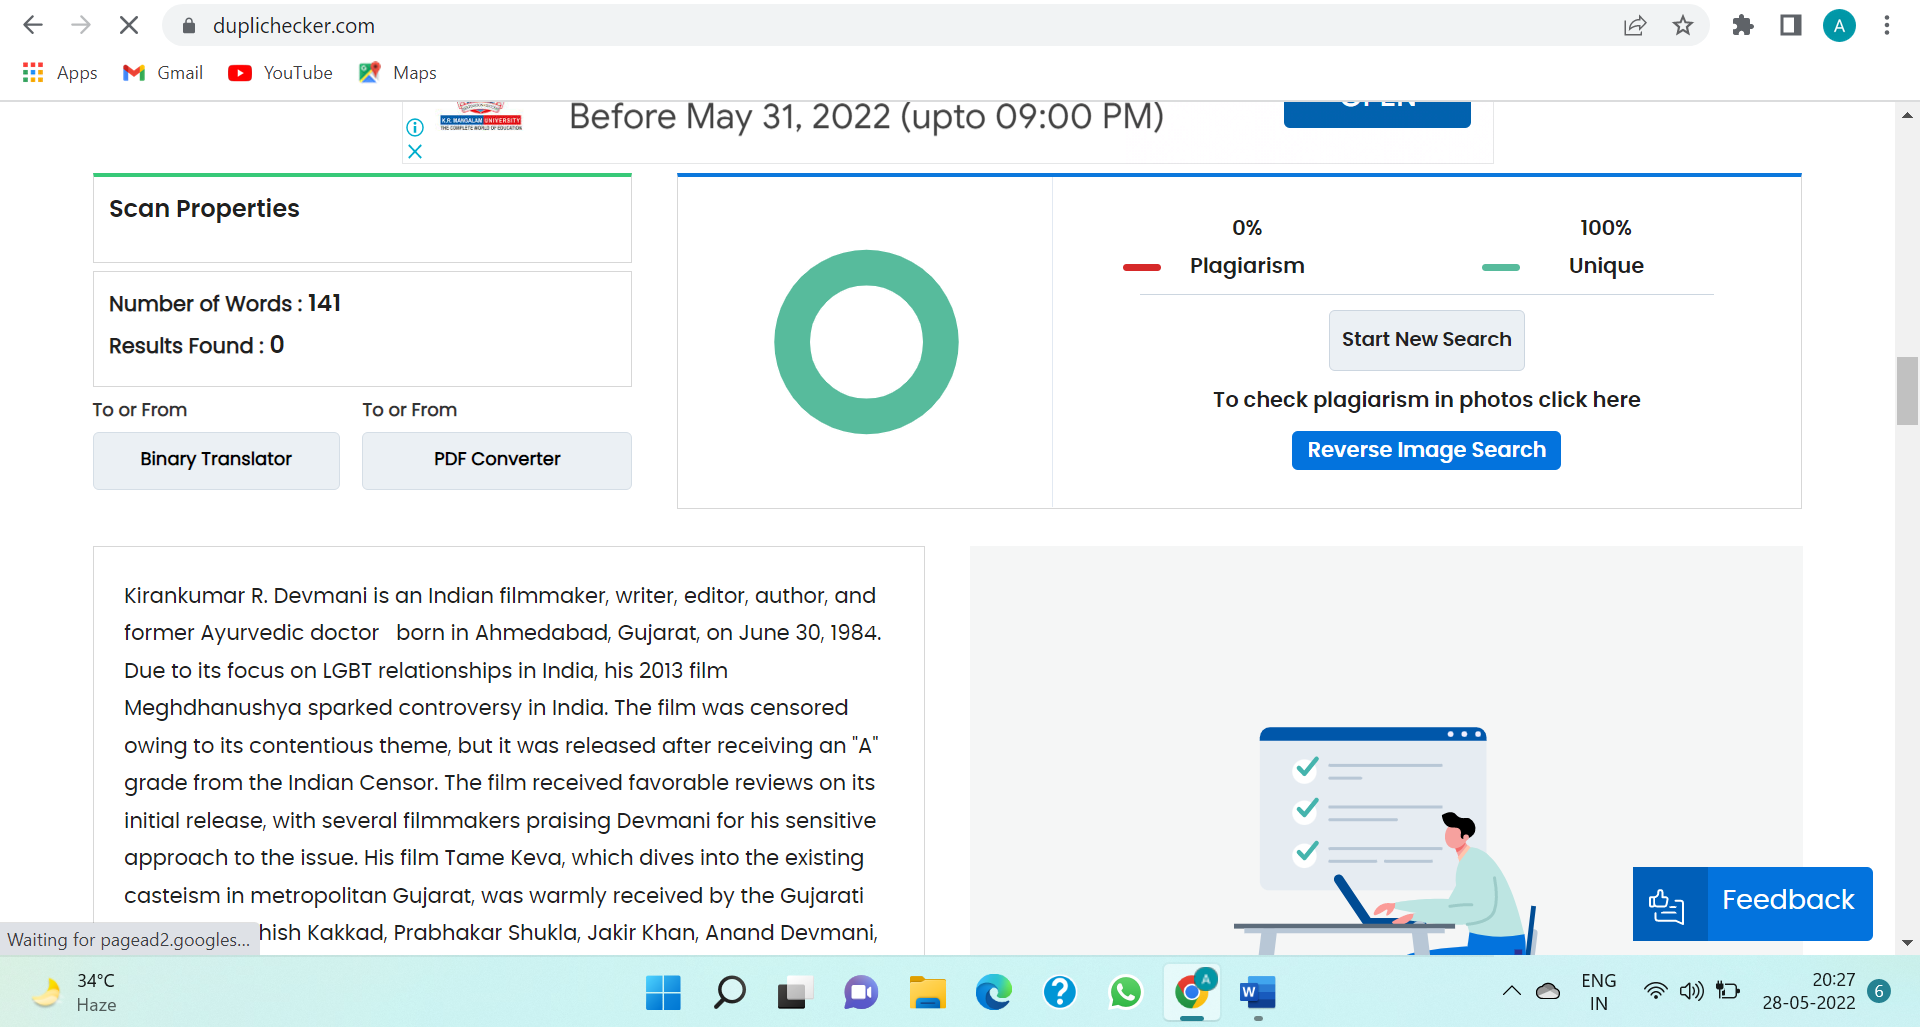 duplichecker.com
A
Apps
Gmail
YouTube
Maps
K.R. MANGALAM UNIVERSITY
THE COMPLETE WORLD OF EDUCATION
Before May 31, 2022 (upto 09:00 PM)
OPEN
Scan Properties
Number of Words : 141
Results Found : 0
To or From
To or From
Binary Translator
PDF Converter
0%
100%
Plagiarism
Unique
Start New Search
To check plagiarism in photos click here
Reverse Image Search
Kirankumar R. Devmani is an Indian filmmaker, writer, editor, author, and
former Ayurvedic doctor born in Ahmedabad, Gujarat, on June 30, 1984.
Due to its focus on LGBT relationships in India, his 2013 film
Meghdhanushya sparked controversy in India. The film was censored
owing to its contentious theme, but it was released after receiving an "A"
grade from the Indian Censor. The film received favorable reviews on its
initial release, with several filmmakers praising Devmani for his sensitive
approach to the issue. His film Tame Keva, which dives into the existing
casteism in metropolitan Gujarat, was warmly received by the Gujarati
hish Kakkad, Prabhakar Shukla, Jakir Khan, Anand Devmani,
Waiting for pagead2.googles...
Feedback
34°C
Haze
A
W
ENG
IN
20:27
28-05-2022
6